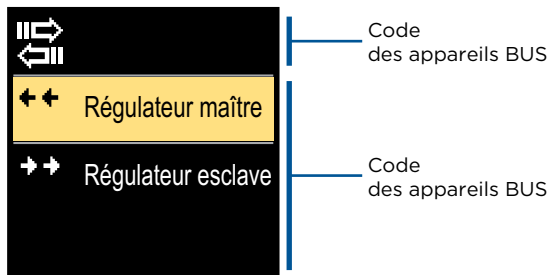 Code
des appareils BUS
Régulateur maître
Régulateur esclave
Code
des appareils BUS